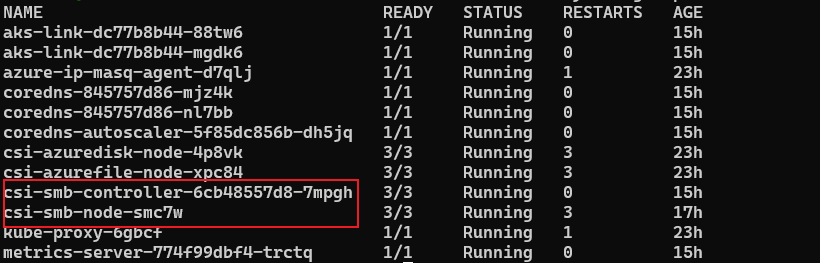 NAME READY STATUS RESTARTS AGE
aks-link-dc77b8b44-88tw6 1/1 Running 0 15h
aks-link-dc77b8b44-mgdk6 1/1 Running 0 15h
azure-ip-masq-agent-d7qlj 1/1 Running 1 23h
coredns-845757d86-mjz4k 1/1 Running 0 15h
coredns-845757d86-nl7bb 1/1 Running 0 15h
coredns-autoscaler-5f85dc856b-dh5jq 1/1 Running 0 15h
csi-azuredisk-node-4p8vk 3/3 Running 3 23h
csi-azurefile-node-xpc84 3/3 Running 3 23h
csi-smb-controller-6cb48557d8-7mpgh 3/3 Running 0 15h
csi-smb-node-smc7w 3/3 Running 3 17h
kube-proxy-6gbcf 1/1 Running 1 23h
metrics-server-774f99dbf4-trctq 1/1 Running 0 15h